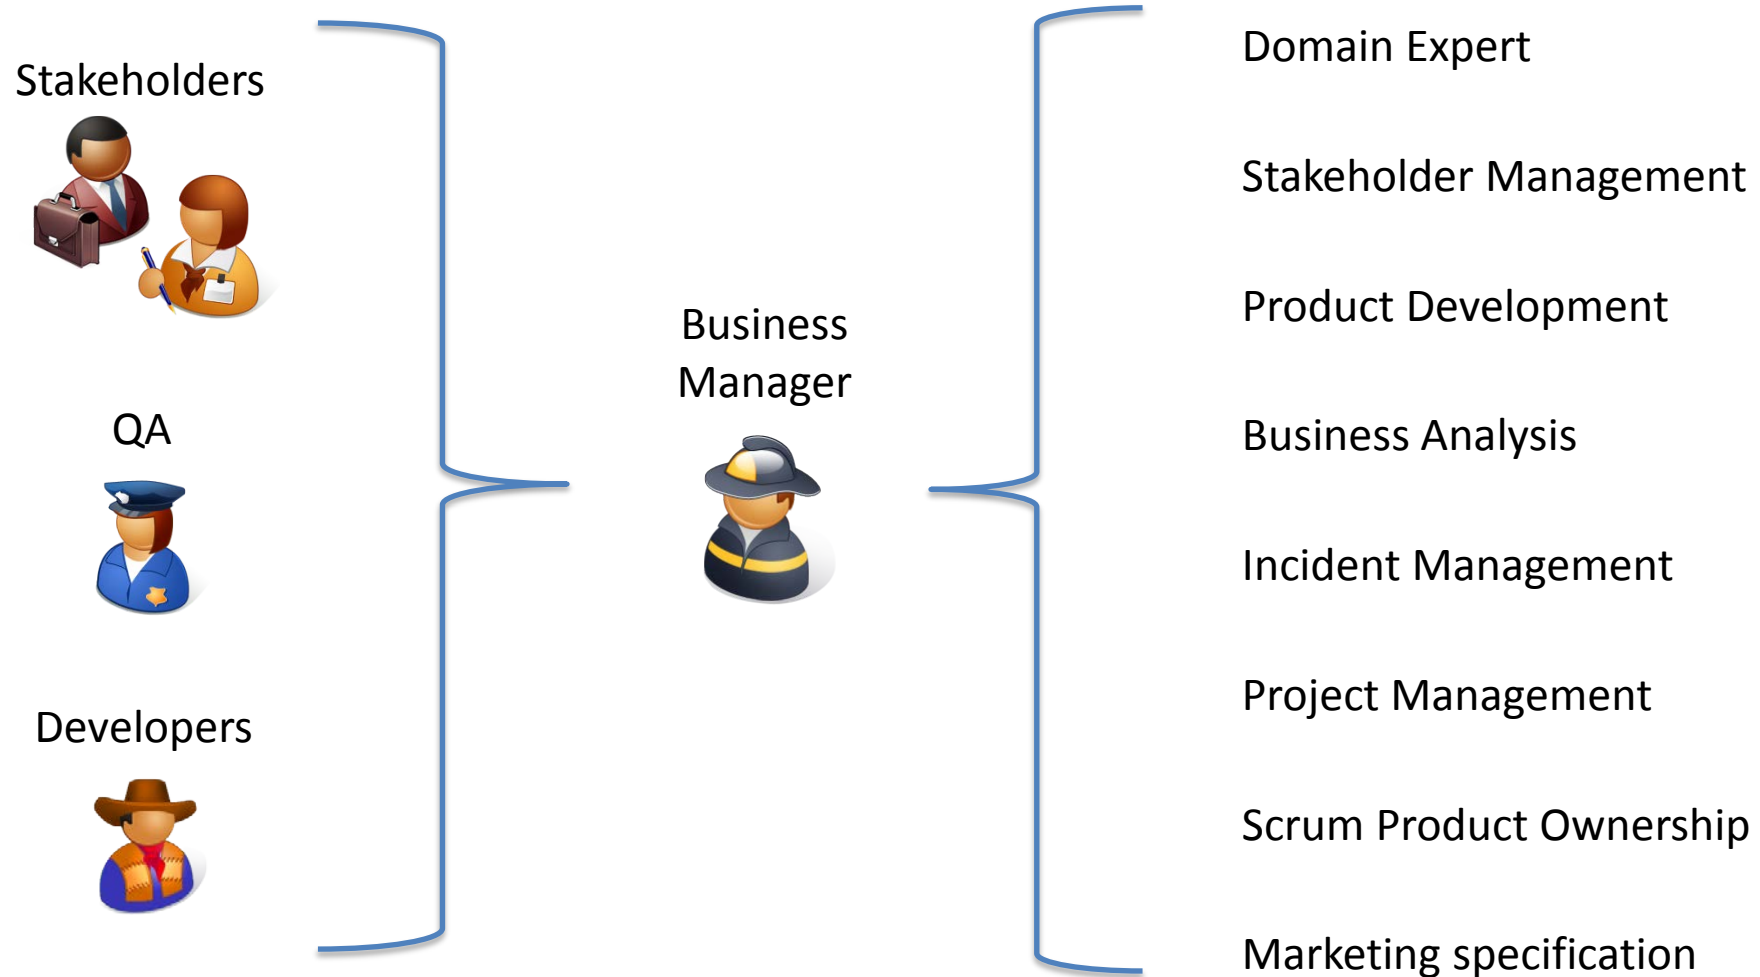 Stakeholders
QA
Developers
Business
Manager
Domain Expert
Stakeholder Management
Product Development
Business Analysis
Incident Management
Project Management
Scrum Product Ownership
Marketing specification